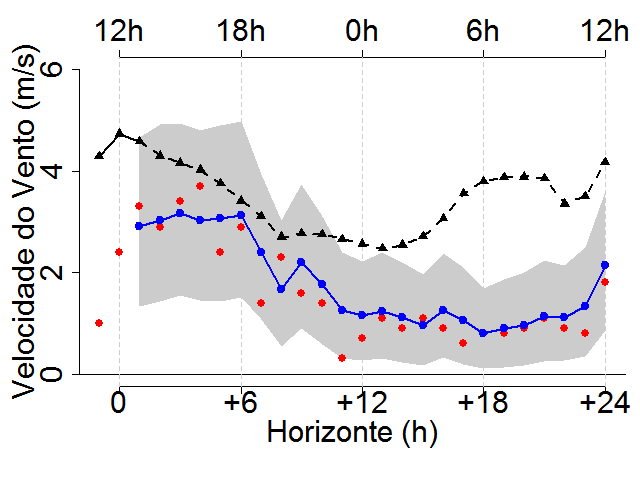 12h 18h 0h 6h 12h
Velocidade do Vento (m/s)
6
4
2
0
0 +6 +12 +18 +24
Horizonte (h)